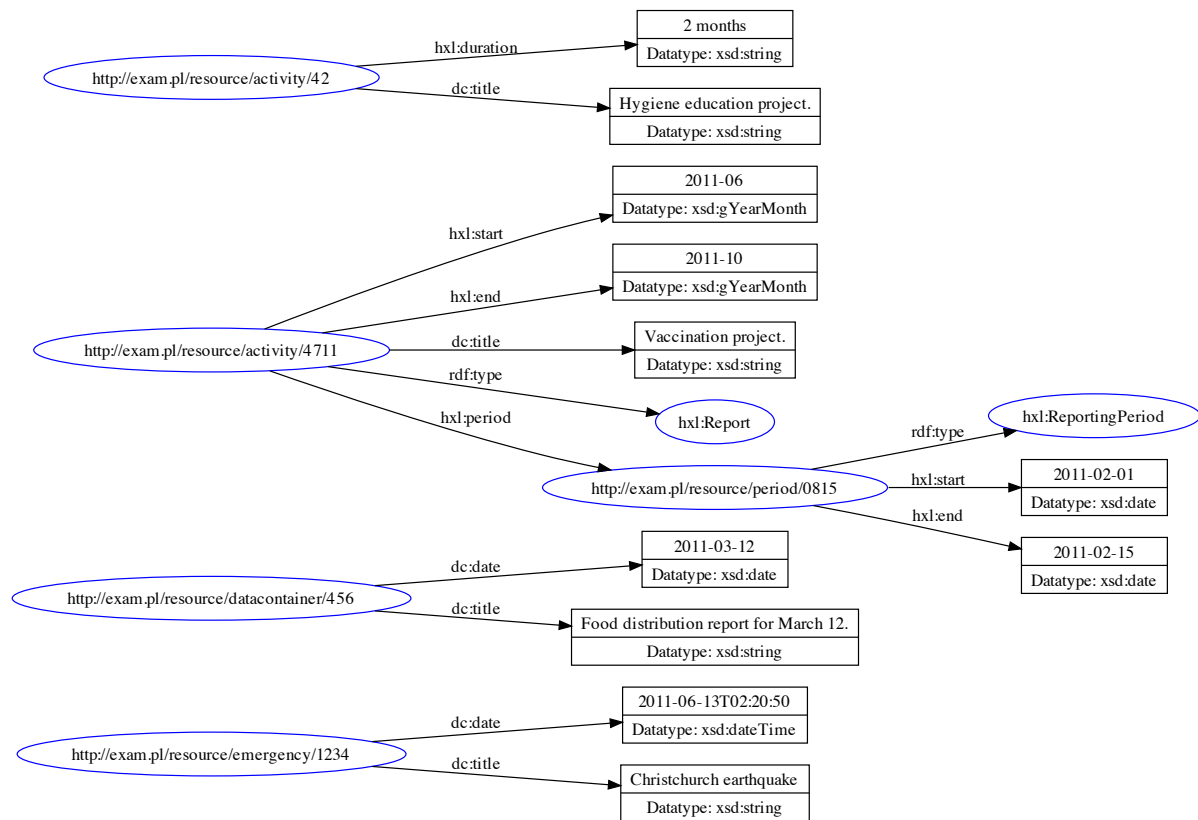 2 months
hxl:duration
Datatype: xsd:string
http://exam.pl/resource/activity/42
dc:title
Hygiene education project.
Datatype: xsd:string
2011-06
Datatype: xsd:gYearMonth
hxl:start
2011-10
Datatype: xsd:gYearMonth
hxl:end
http://exam.pl/resource/activity/4711
dc:title
Vaccination project.
Datatype: xsd:string
rdf:type
hxl:Report
hxl:period
http://exam.pl/resource/period/0815
rdf:type
hxl:ReportingPeriod
hxl:start
2011-02-01
Datatype: xsd:date
hxl:end
2011-02-15
Datatype: xsd:date
http://exam.pl/resource/datacontainer/456
dc:date
2011-03-12
Datatype: xsd:date
dc:title
Food distribution report for March 12.
Datatype: xsd:string
http://exam.pl/resource/emergency/1234
dc:date
2011-06-13T02:20:50
Datatype: xsd:dateTime
dc:title
Christchurch earthquake
Datatype: xsd:string